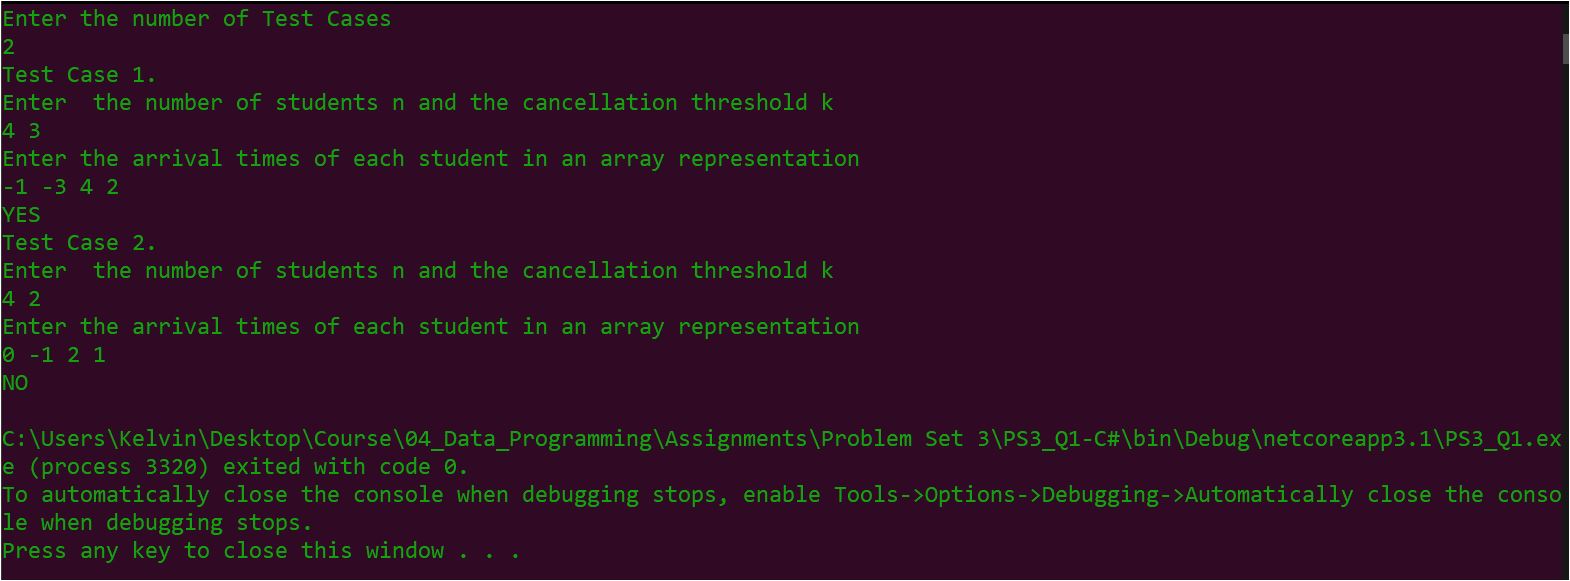 Enter the number of Test Cases
2
Test Case 1.
Enter  the number of students n and the cancellation threshold k
4 3
Enter the arrival times of each student in an array representation
-1 -3 4 2
YES
Test Case 2.
Enter  the number of students n and the cancellation threshold k
4 2
Enter the arrival times of each student in an array representation
0 -1 2 1
NO
C:\Users\Kelvin\Desktop\Course\04_Data_Programming\Assignments\Problem Set 3\PS3_Q1-C#\bin\Debug\netcoreapp3.1\PS3_Q1.ex
e (process 3320) exited with code 0.
To automatically close the console when debugging stops, enable Tools->Options->Debugging->Automatically close the conso
le when debugging stops.
Press any key to close this window . . .